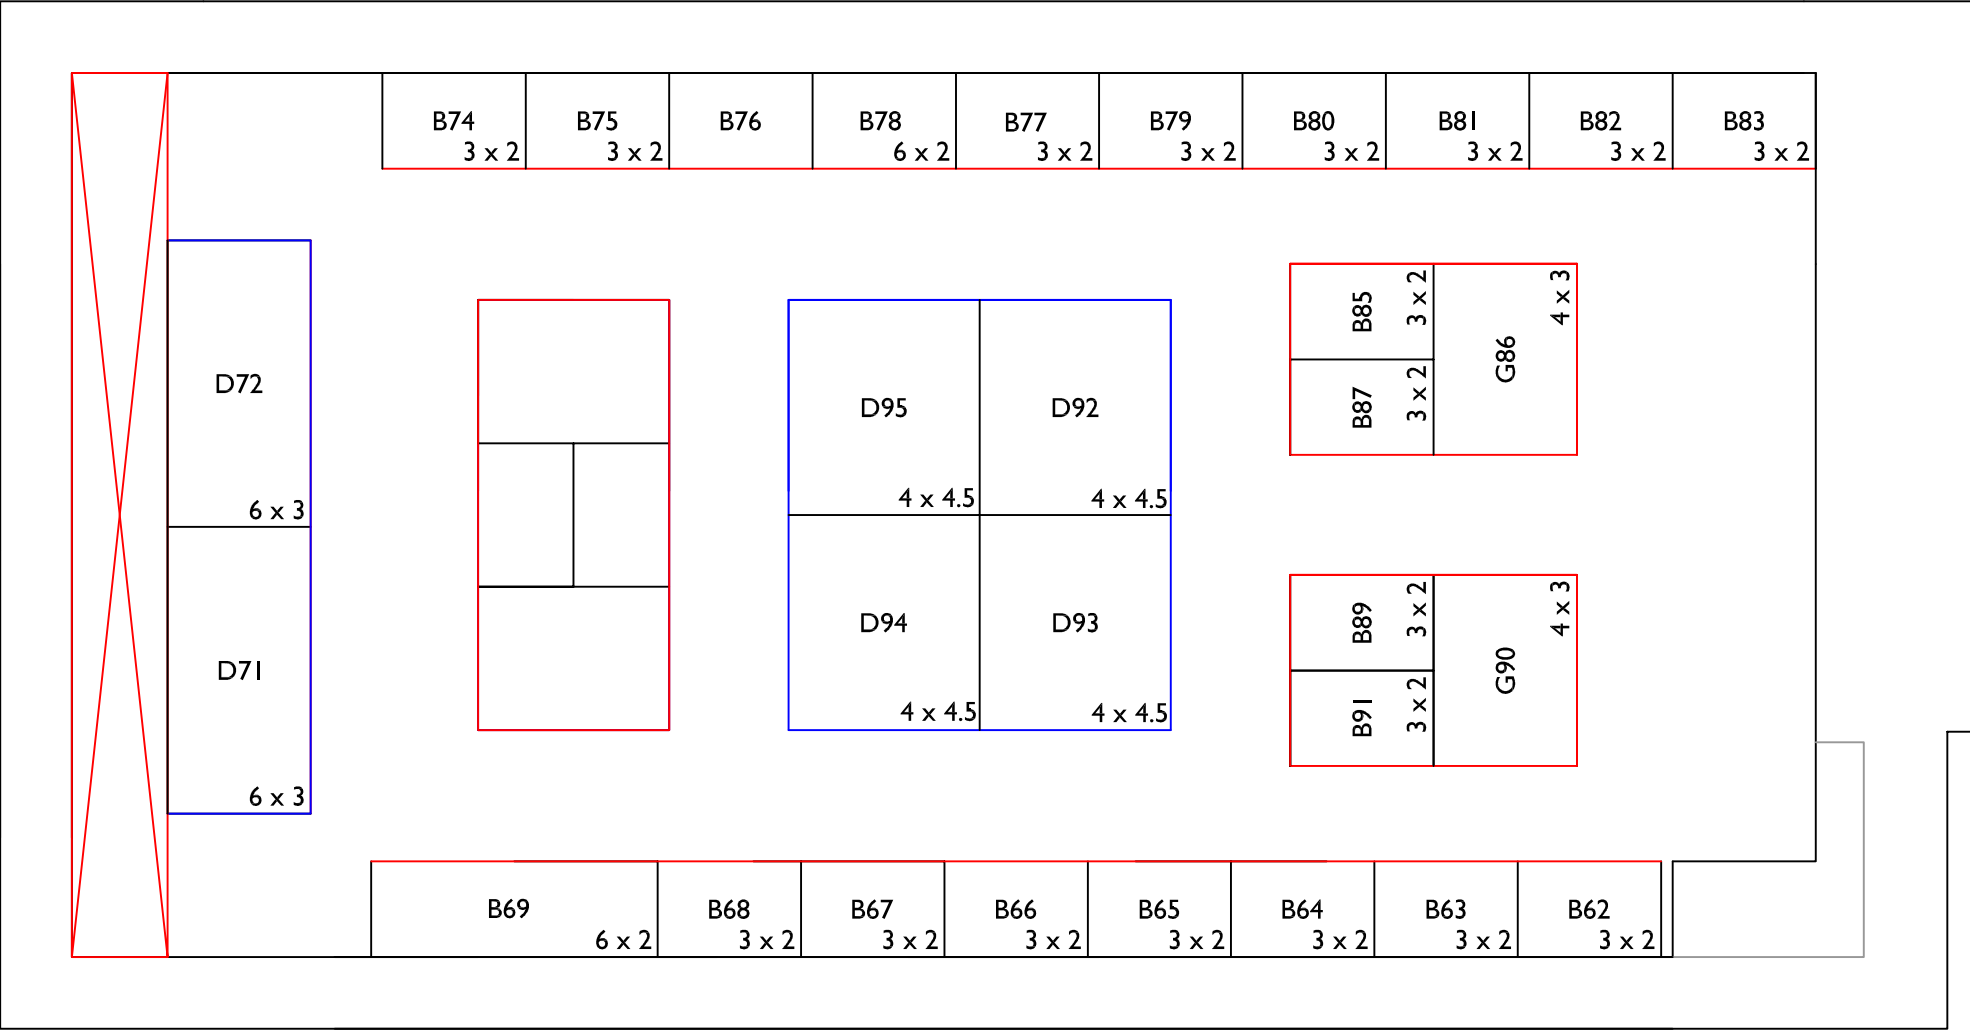 B74
3 x 2
B75
3 x 2
B76
B78
6 x 2
B77
3 x 2
B79
3 x 2
B80
3 x 2
B81
3 x 2
B82
3 x 2
B83
3 x 2
D72
6 x 3
D71
6 x 3
D95
4 x 4.5
D92
4 x 4.5
D94
4 x 4.5
D93
4 x 4.5
B85
3 x 2
B87
3 x 2
G86
4 x 3
B89
3 x 2
B91
3 x 2
G90
4 x 3
B69
6 x 2
B68
3 x 2
B67
3 x 2
B66
3 x 2
B65
3 x 2
B64
3 x 2
B63
3 x 2
B62
3 x 2